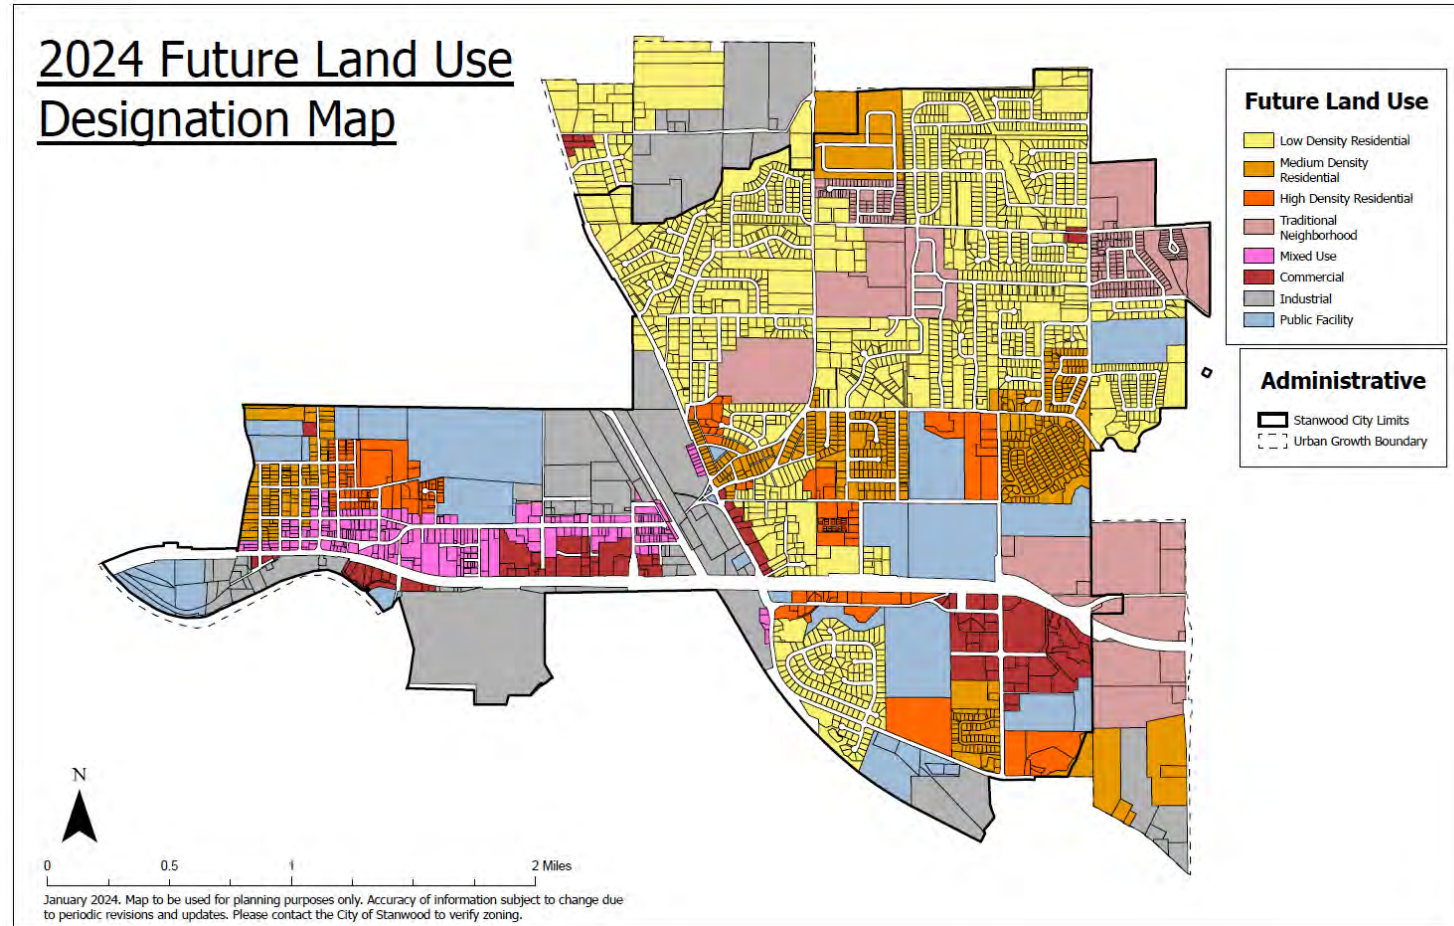 2024 Future Land Use
Designation Map
Future Land Use
Low Density Residential
Medium Density
Residential
High Density Residential
Traditional
Neighborhood
Mixed Use
Commercial
Industrial
Public Facility
Administrative
Stanwood City Limits
Urban Growth Boundary
N
0 0.5 1 2 Miles
January 2024. Map to be used for planning purposes only. Accuracy of information subject to change due
to periodic revisions and updates. Please contact the City of Stanwood to verify zoning.